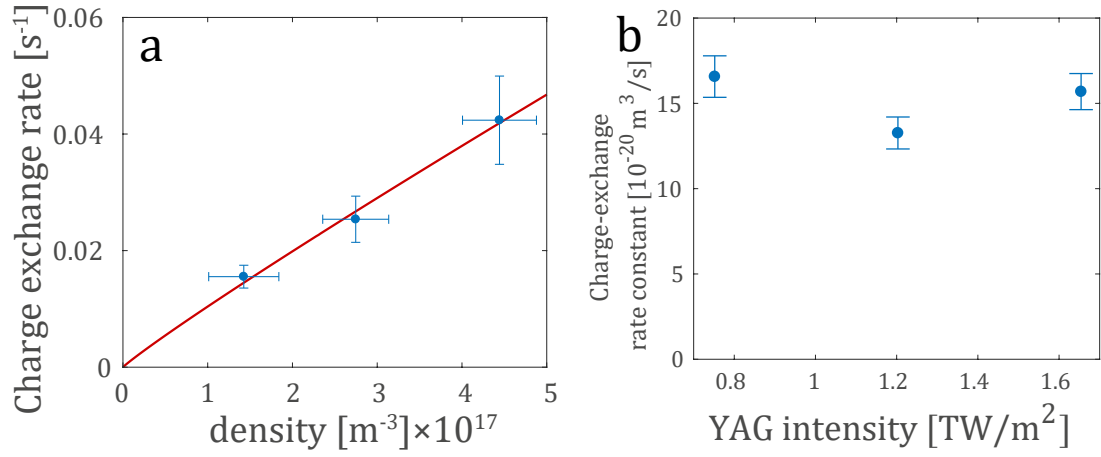 a
Charge exchange rate [s⁻¹]
0.06
0.04
0.02
0
0 1 2 3 4 5
density [m⁻³]×10¹⁷
b
Charge-exchange
rate constant [10⁻²⁰ m³/s]
20
15
10
5
0
0.8 1 1.2 1.4 1.6
YAG intensity [TW/m²]